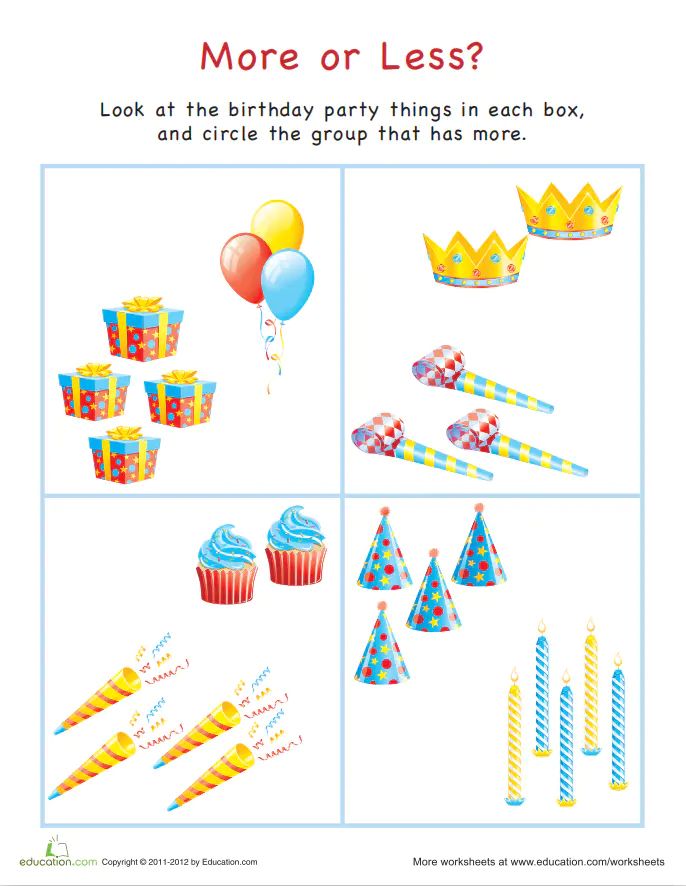 More or Less?
Look at the birthday party things in each box,
and circle the group that has more.
education.com Copyright © 2011-2012 by Education.com
More worksheets at www.education.com/worksheets